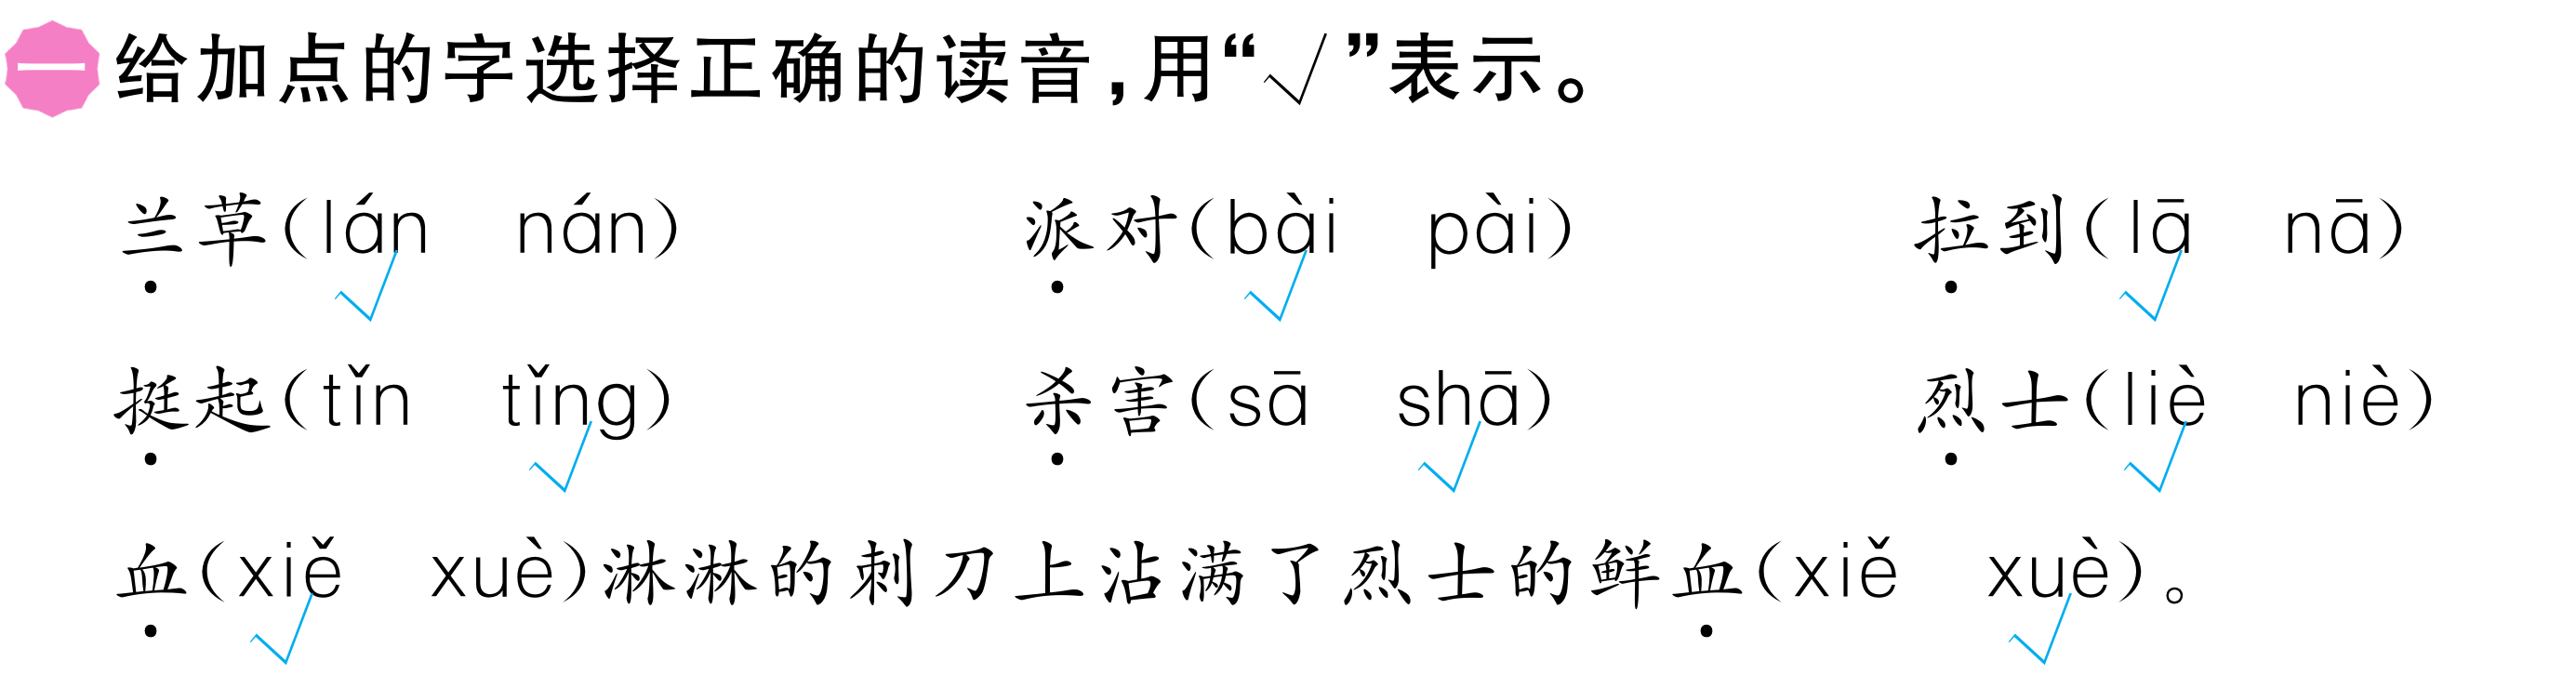 一 给加点的字选择正确的读音,用“√”表示。
兰草(lán√ nán) 派对(bài√ pài) 拉到(lā√ nā)
挺起(tǐn tǐng√) 杀害(sā shā√) 烈士(liè√ niè)
血(xiě√ xuè)淋淋的刺刀上沾满了烈士的鲜血(xiě xuè√)。